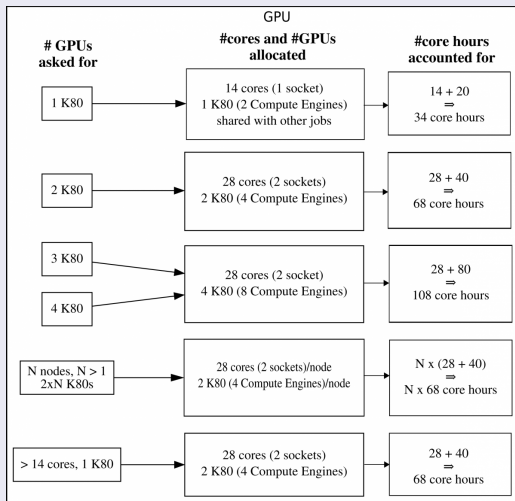 GPU
# GPUs
asked for
#cores and #GPUs
allocated
#core hours
accounted for
1 K80
14 cores (1 socket)
1 K80 (2 Compute Engines)
shared with other jobs
14 + 20
⇒
34 core hours
2 K80
28 cores (2 sockets)
2 K80 (4 Compute Engines)
28 + 40
⇒
68 core hours
3 K80
4 K80
28 cores (2 socket)
4 K80 (8 Compute Engines)
28 + 80
⇒
108 core hours
N nodes, N > 1
2xN K80s
28 cores (2 sockets)/node
2 K80 (4 Compute Engines)/node
N x (28 + 40)
⇒
N x 68 core hours
> 14 cores, 1 K80
28 cores (2 sockets)
2 K80 (4 Compute Engines)
28 + 40
⇒
68 core hours